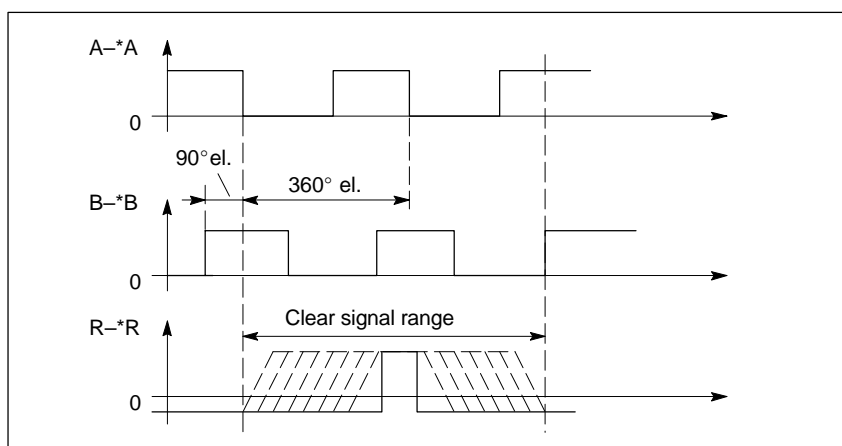 A–*A
0
90°el.
360° el.
B–*B
0
Clear signal range
R–*R
0